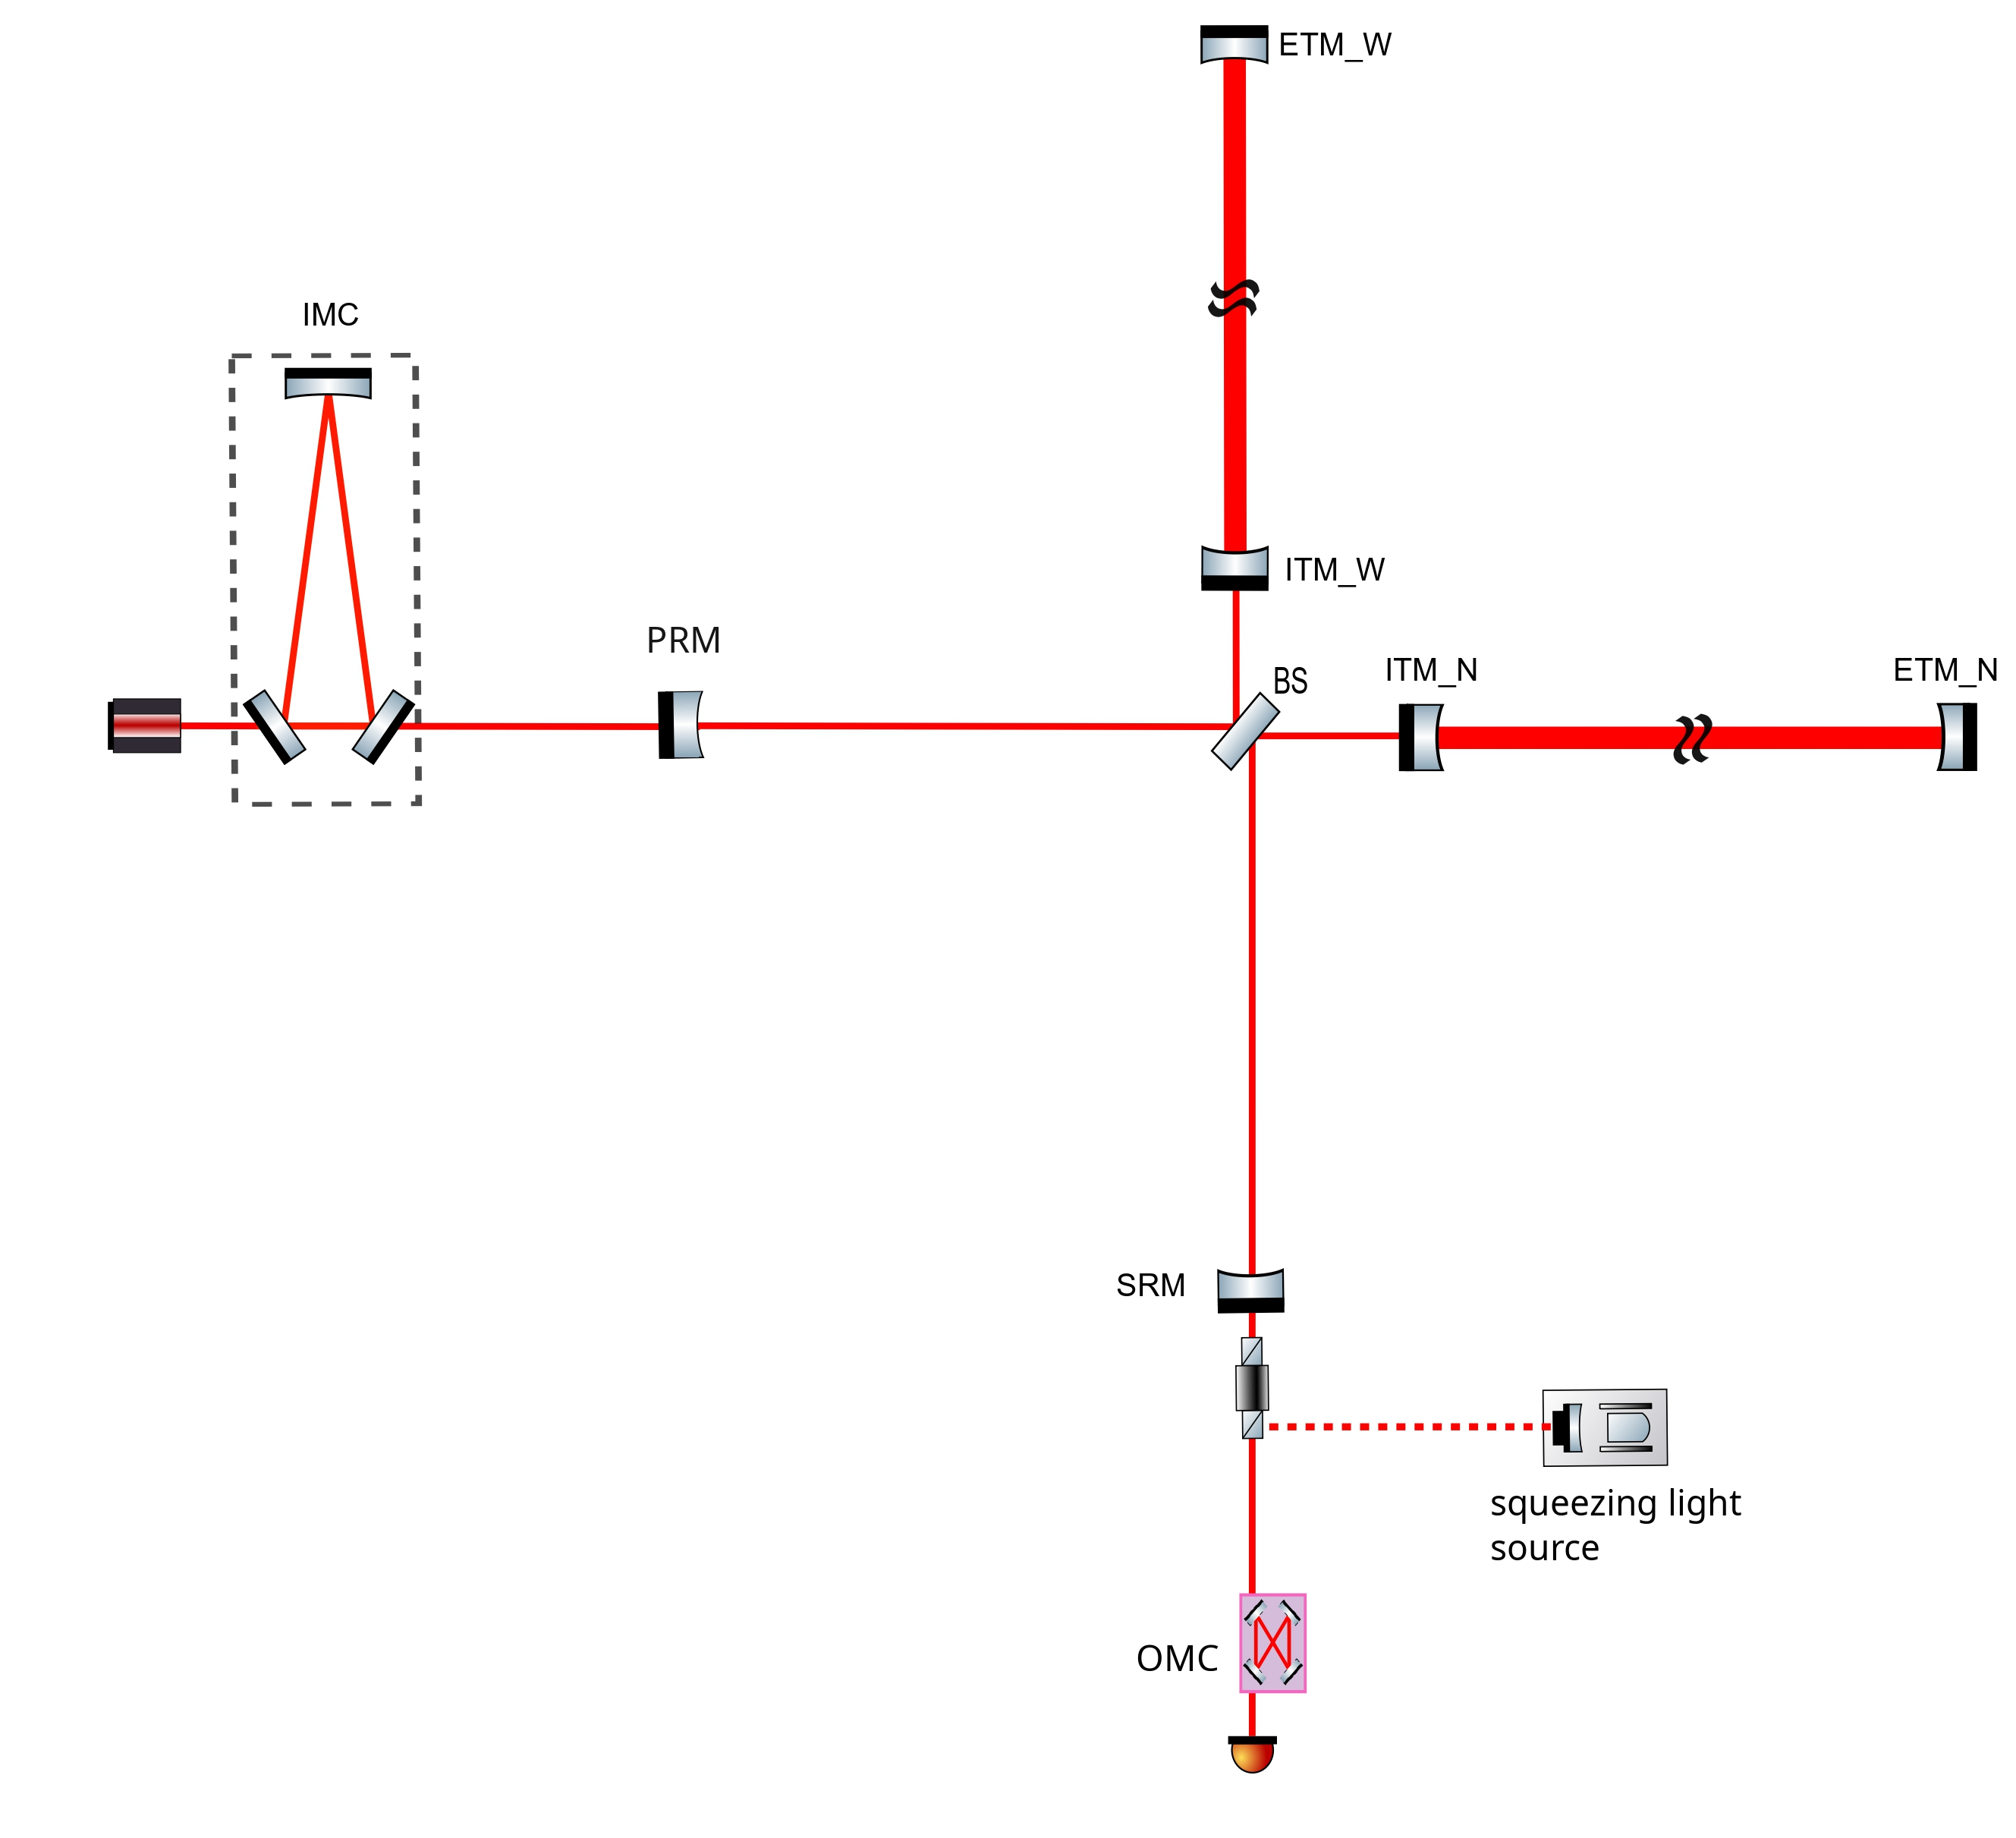 ETM_W
IMC
ITM_W
PRM
BS
ITM_N
ETM_N
SRM
squeezing light
source
OMC